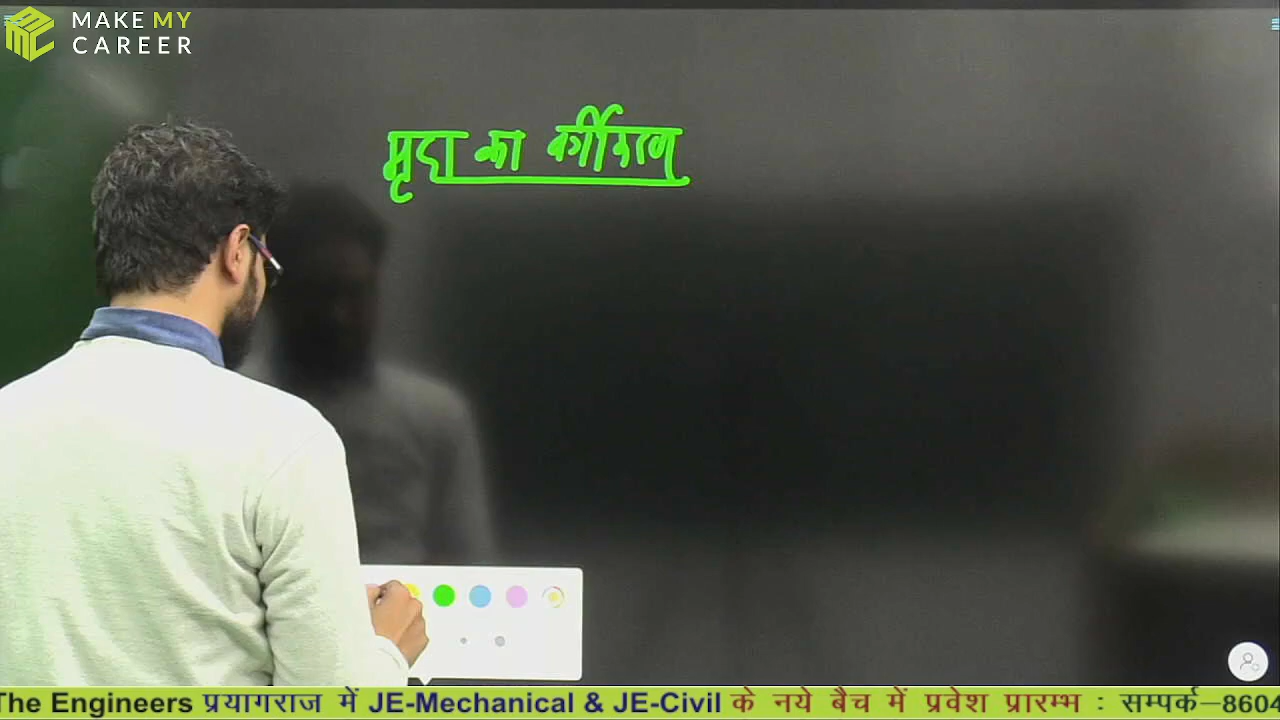 MAKE MY
CAREER
मृदा का वर्गीकरण
The Engineers प्रयागराज में JE-Mechanical & JE-Civil के नये बैच में प्रवेश प्रारम्भ : सम्पर्क–8604